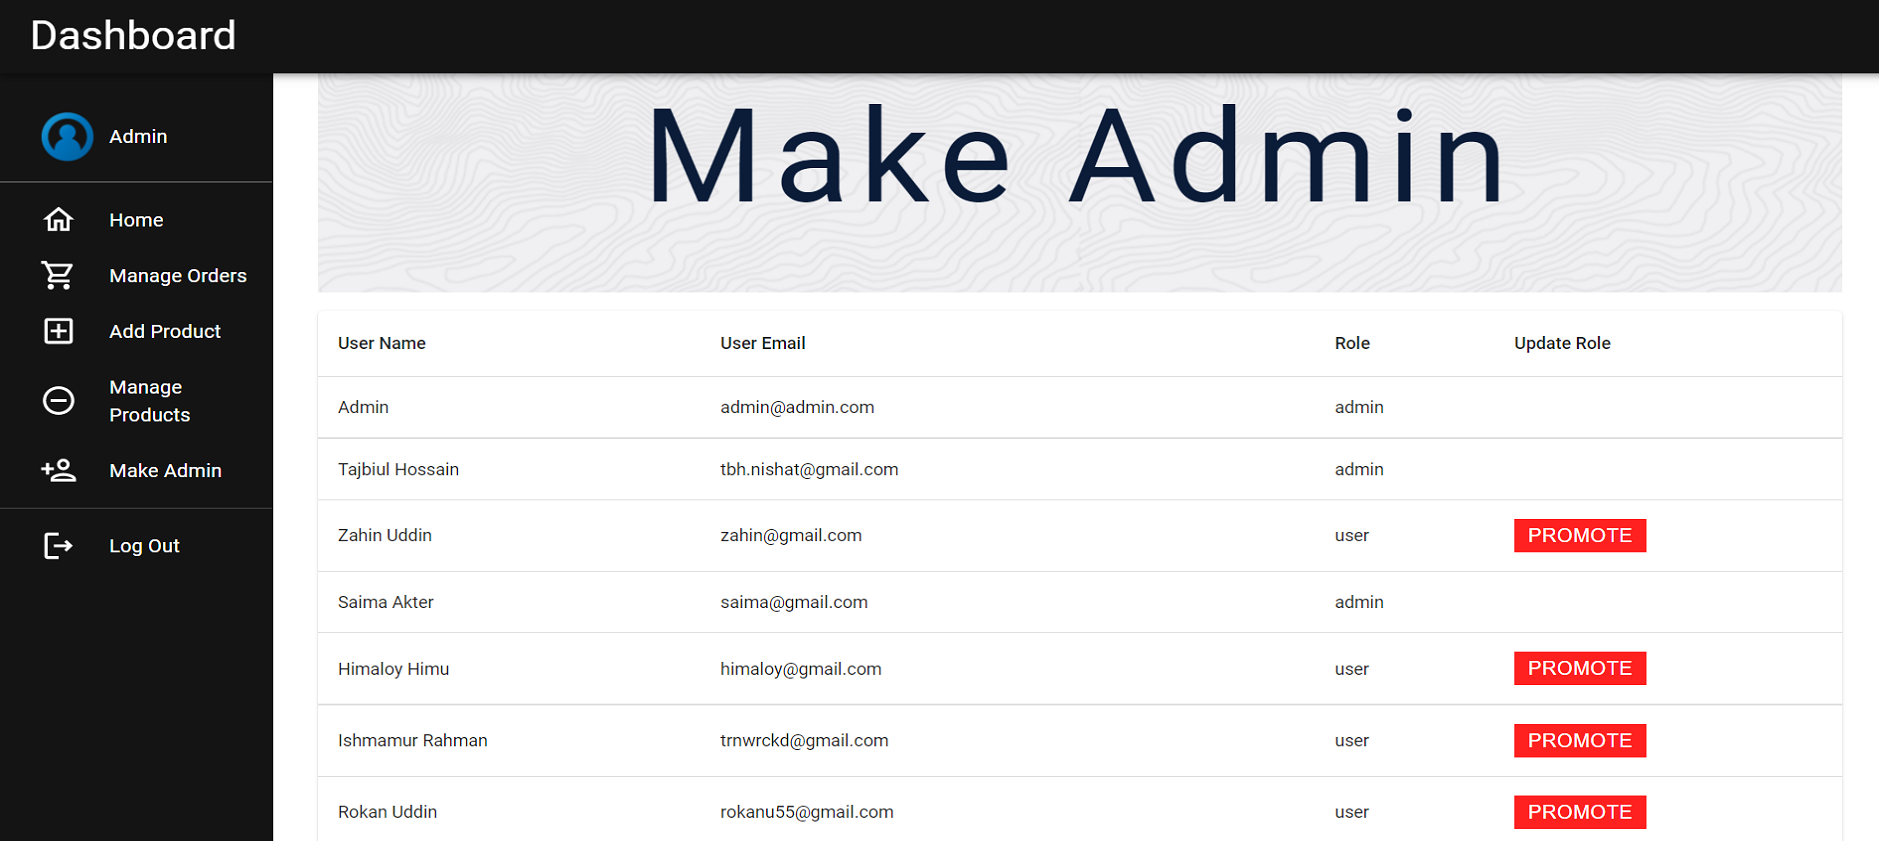 Dashboard
Admin
Home
Manage Orders
Add Product
Manage
Products
Make Admin
Log Out
Make Admin
User Name User Email Role Update Role
Admin admin@admin.com admin
Tajbiul Hossain tbh.nishat@gmail.com admin
Zahin Uddin zahin@gmail.com user PROMOTE
Saima Akter saima@gmail.com admin
Himaloy Himu himaloy@gmail.com user PROMOTE
Ishmamur Rahman trnwrckd@gmail.com user PROMOTE
Rokan Uddin rokanu55@gmail.com user PROMOTE